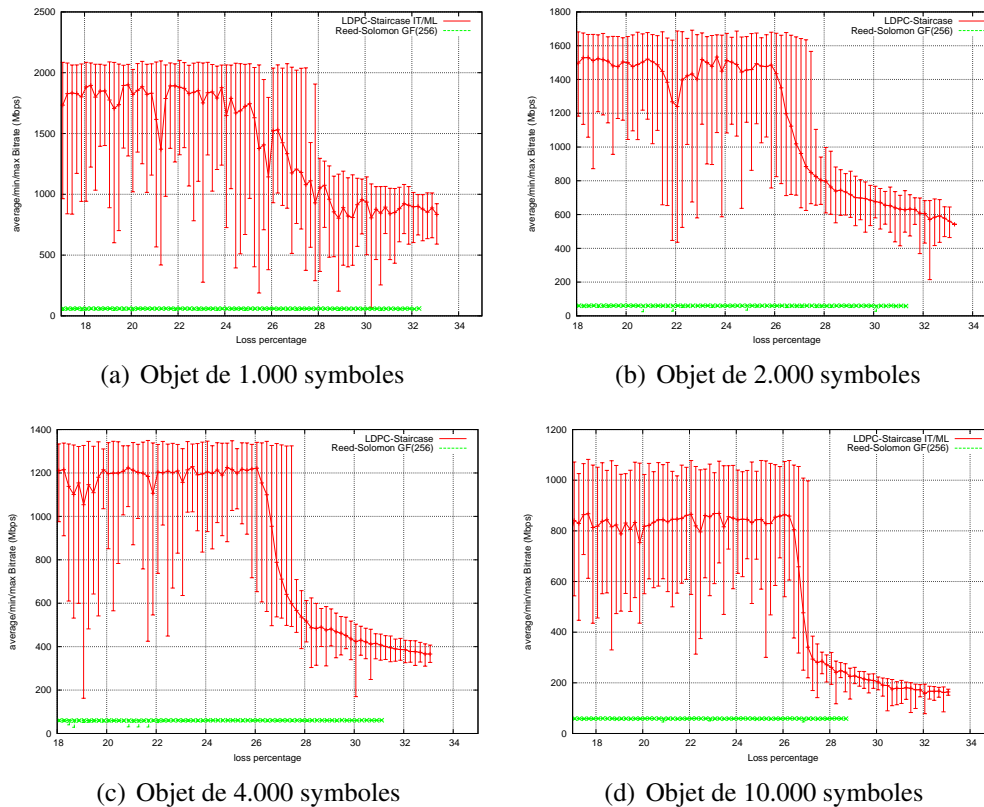 LDPC-Staircase IT/ML
Reed-Solomon GF(256)
average/min/max Bitrate (Mbps)
2500
2000
1500
1000
500
0
18 20 22 24 26 28 30 32 34
Loss percentage
(a) Objet de 1.000 symboles
LDPC-Staircase
Reed-Solomon GF(256)
average/min/max Bitrate (Mbps)
1800
1600
1400
1200
1000
800
600
400
200
0
18 20 22 24 26 28 30 32 34
loss percentage
(b) Objet de 2.000 symboles
LDPC-Staircase
Reed-Solomon GF(256)
average/min/max Bitrate (Mbps)
1400
1200
1000
800
600
400
200
0
18 20 22 24 26 28 30 32 34
loss percentage
(c) Objet de 4.000 symboles
LDPC-Staircase IT/ML
Reed-Solomon GF(256)
average/min/max Bitrate (Mbps)
1200
1000
800
600
400
200
0
18 20 22 24 26 28 30 32 34
Loss percentage
(d) Objet de 10.000 symboles